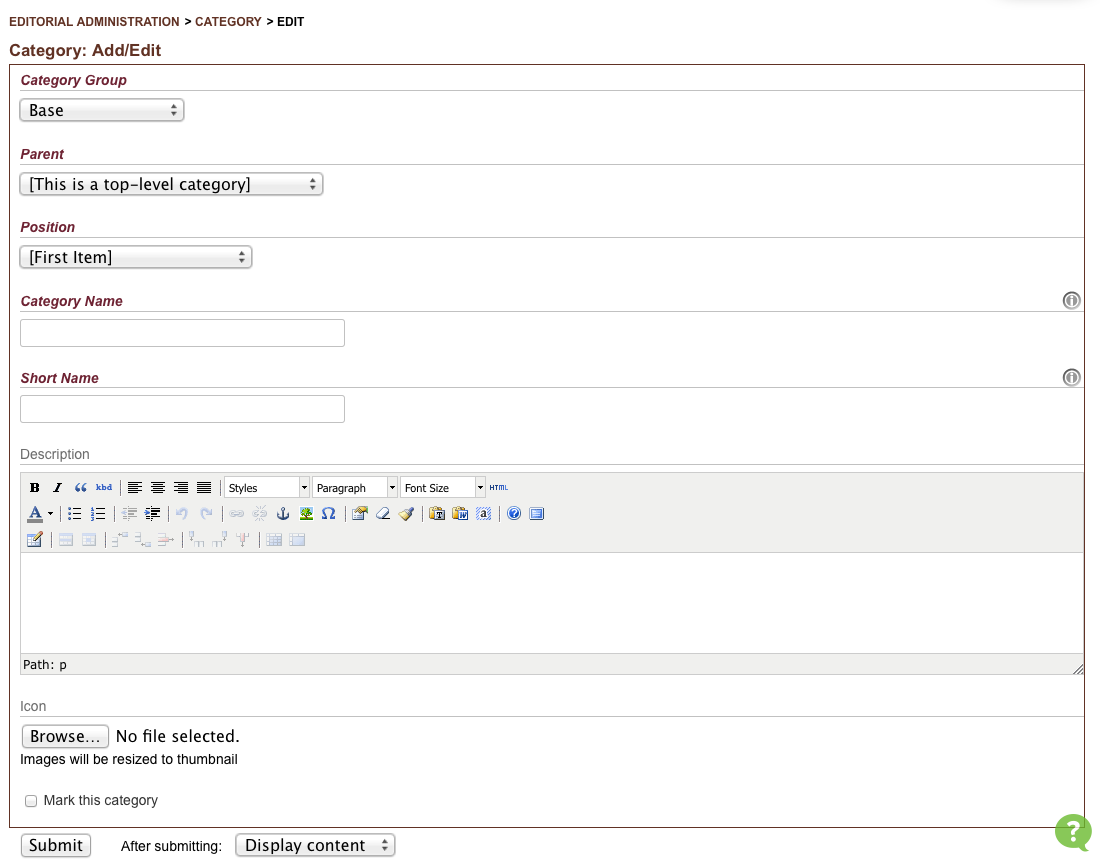 EDITORIAL ADMINISTRATION > CATEGORY > EDIT
Category: Add/Edit
Category Group
Base
Parent
[This is a top-level category]
Position
[First Item]
Category Name
Short Name
Description
B I “ kbd Styles Paragraph Font Size HTML
A Ω T W a ?
Path: p
Icon
Browse... No file selected.
Images will be resized to thumbnail
Mark this category
?
Submit After submitting: Display content